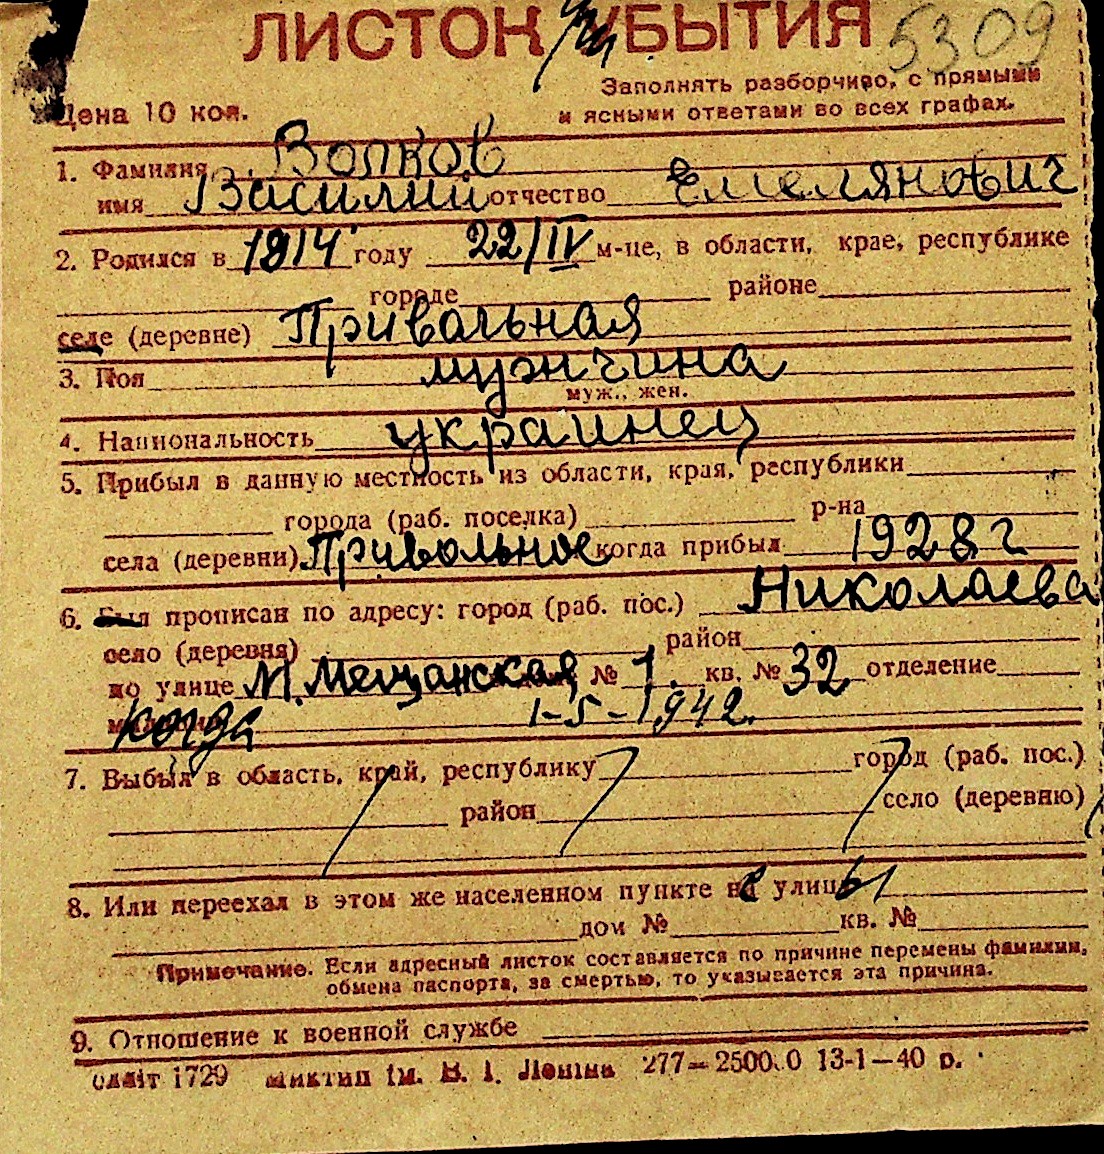 ЛИСТОК УБЫТИЯ 5309
Заполнять разборчиво, с прямыми
Цена 10 коп. и ясными ответами во всех графах.
1. Фамилия Волков
имя Василий отчество Емелянович
2. Родился в 1914 году 22/IV м-це, в области, крае, республике
городе районе
селе (деревне) Привольная
3. Пол мужчина
муж., жен.
4. Национальность украинец
5. Прибыл в данную местность из области, края, республики
города (раб. поселка) р-на
села (деревни) Привольное когда прибыл 1928 г
6. Был прописан по адресу: город (раб. пос.) Николаева
село (деревня) район
по улице М. Мещанская № 1 кв. № 32 отделение
когда 1-5-1942.
7. Выбыл в область, край, республику город (раб. пос.)
район село (деревню)
8. Или переехал в этом же населенном пункте на улицы
дом № кв. №
Примечание. Если адресный листок составляется по причине перемены фамилии,
обмена паспорта, за смертью, то указывается эта причина.
9. Отношение к военной службе
1729 ім. В. І. Леніна 277—2500.0 13-1—40 р.